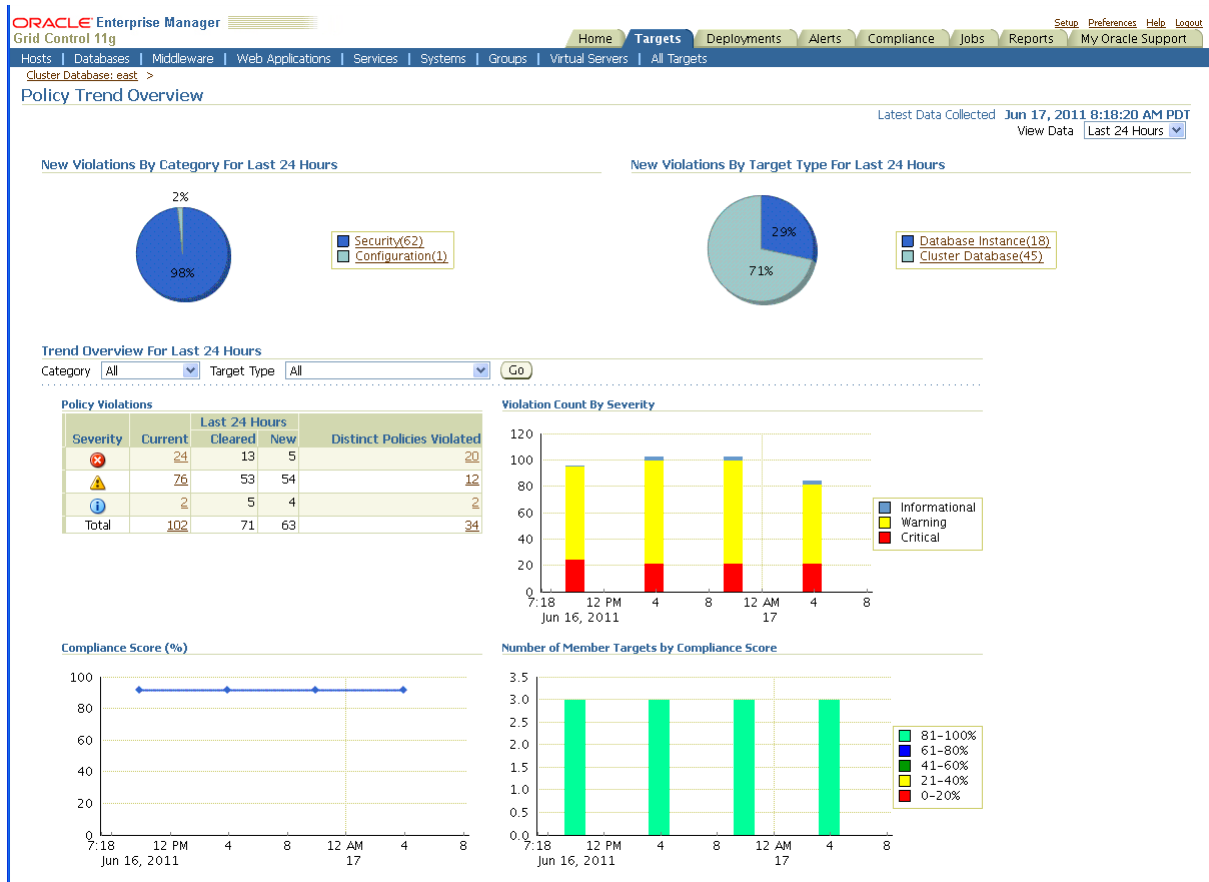 ORACLE Enterprise Manager
Grid Control 11g
Setup Preferences Help Logout
Home Targets Deployments Alerts Compliance Jobs Reports My Oracle Support
Hosts | Databases | Middleware | Web Applications | Services | Systems | Groups | Virtual Servers | All Targets
Cluster Database: east >
Policy Trend Overview
Latest Data Collected Jun 17, 2011 8:18:20 AM PDT
View Data Last 24 Hours
New Violations By Category For Last 24 Hours
2%
98%
Security(62)
Configuration(1)
New Violations By Target Type For Last 24 Hours
29%
71%
Database Instance(18)
Cluster Database(45)
Trend Overview For Last 24 Hours
Category All Target Type All Go
Policy Violations
Last 24 Hours
Severity Current Cleared New Distinct Policies Violated
24 13 5 20
76 53 54 12
2 5 4 2
Total 102 71 63 34
Violation Count By Severity
120
100
80
60
40
20
0
7:18 12 PM 4 8 12 AM 4 8
Jun 16, 2011 17
Informational
Warning
Critical
Compliance Score (%)
100
80
60
40
20
0
7:18 12 PM 4 8 12 AM 4 8
Jun 16, 2011 17
Number of Member Targets by Compliance Score
3.5
3.0
2.5
2.0
1.5
1.0
0.5
0.0
7:18 12 PM 4 8 12 AM 4 8
Jun 16, 2011 17
81-100%
61-80%
41-60%
21-40%
0-20%